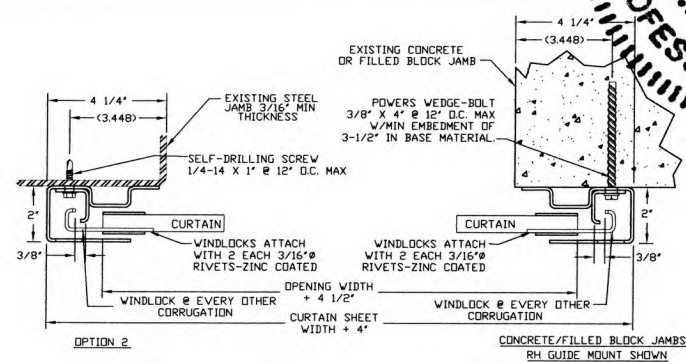 4 1/4"
(3.448)
EXISTING STEEL
JAMB 3/16" MIN
THICKNESS
SELF-DRILLING SCREW
1/4-14 X 1" @ 12" O.C. MAX
2"
CURTAIN
WINDLOCKS ATTACH
WITH 2 EACH 3/16"Ø
RIVETS-ZINC COATED
3/8"
WINDLOCK @ EVERY OTHER
CORRUGATION
OPTION 2
4 1/4"
(3.448)
EXISTING CONCRETE
OR FILLED BLOCK JAMB
POWERS WEDGE-BOLT
3/8" X 4" @ 12" O.C. MAX
W/MIN EMBEDMENT OF
3-1/2" IN BASE MATERIAL.
CURTAIN
2"
WINDLOCKS ATTACH
WITH 2 EACH 3/16"Ø
RIVETS-ZINC COATED
3/8"
OPENING WIDTH
+ 4 1/2"
WINDLOCK @ EVERY OTHER
CORRUGATION
CURTAIN SHEET
WIDTH + 4"
CONCRETE/FILLED BLOCK JAMBS
RH GUIDE MOUNT SHOWN